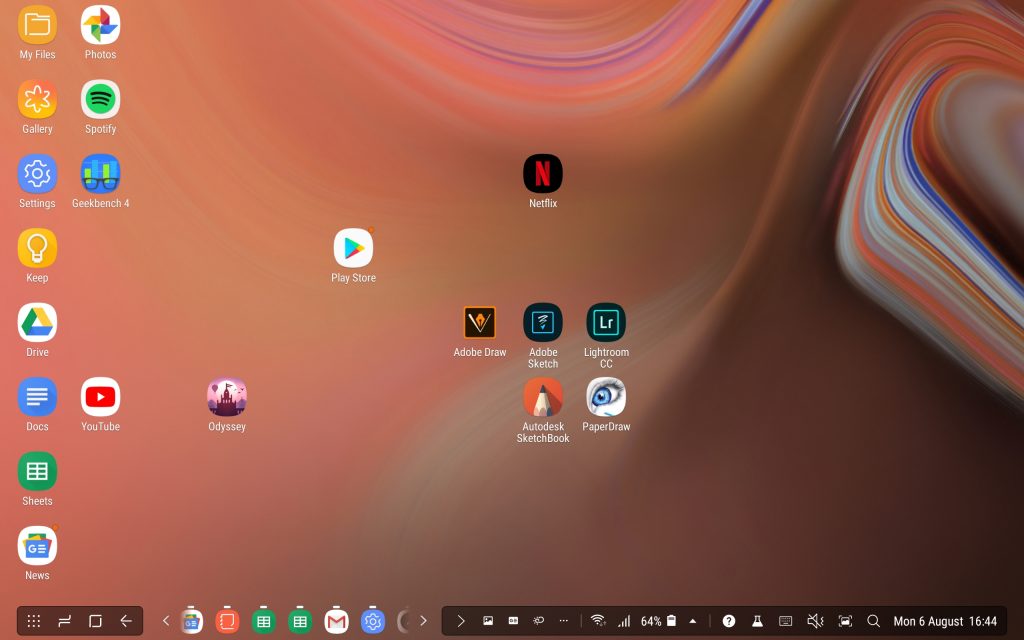 My Files
Photos
Gallery
Spotify
Settings
Geekbench 4
Netflix
Keep
Play Store
Drive
Adobe Draw
Adobe
Sketch
Lr
Lightroom
CC
Docs
YouTube
Odyssey
Autodesk
SketchBook
PaperDraw
Sheets
News
64%
Mon 6 August 16:44